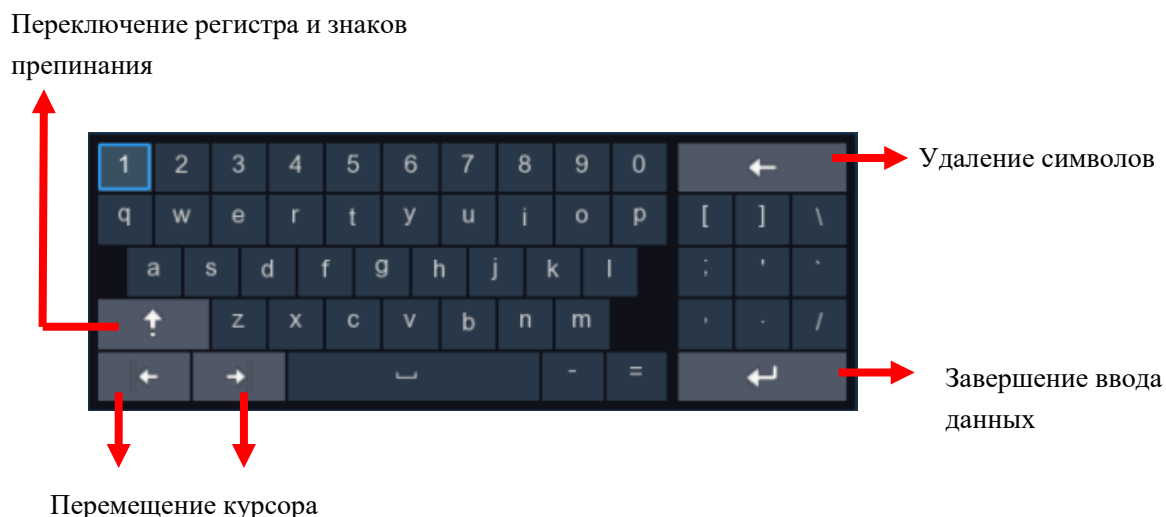 Переключение регистра и знаков
препинания
1 2 3 4 5 6 7 8 9 0
Удаление символов
q w e r t y u i o p [ ] \
a s d f g h j k l ; ' `
z x c v b n m , . /
- =
Завершение ввода
данных
Перемещение курсора